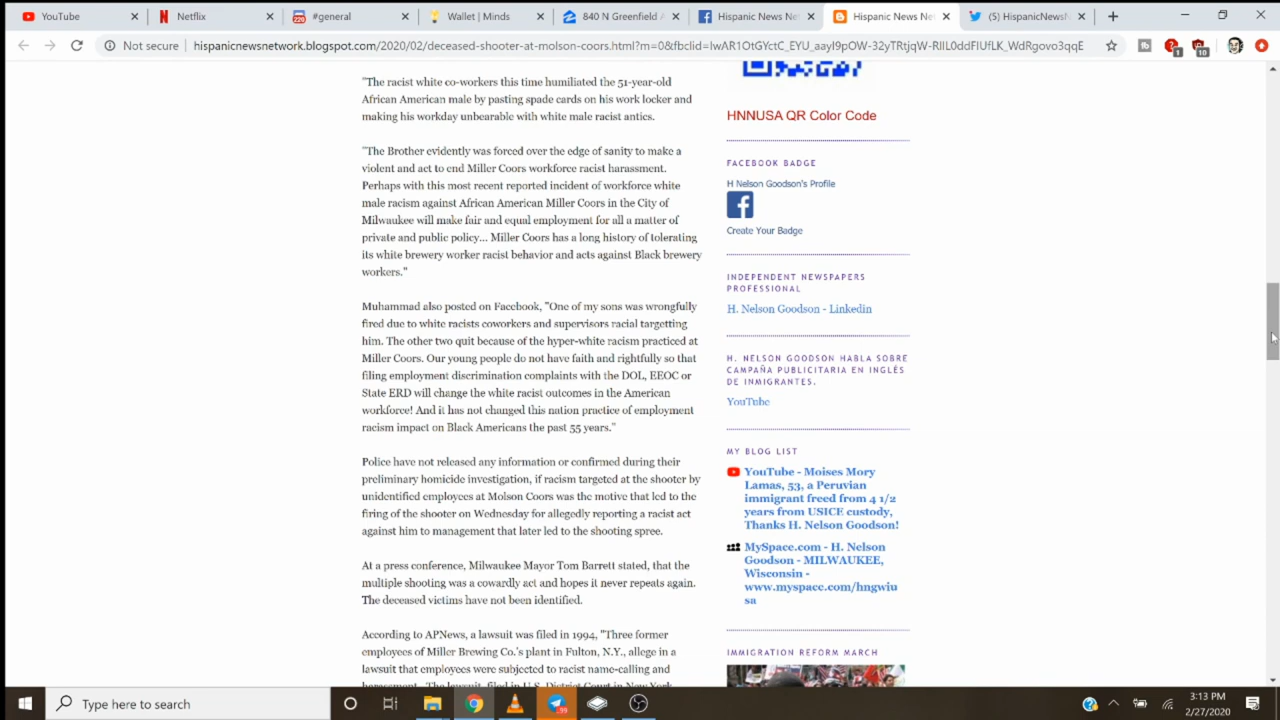 YouTube
Netflix
#general
Wallet | Minds
840 N Greenfield
Hispanic News Net
Hispanic News Net
(5) HispanicNews
Not secure
hispanicnewsnetwork.blogspot.com/2020/02/deceased-shooter-at-molson-coors.html?m=0&fbclid=
"The racist white co-workers this time humiliated the 51-year-old
African American male by pasting spade cards on his work locker and
making his workday unbearable with white male racist antics.
"The Brother evidently was forced over the edge of sanity to make a
violent and act to end Miller Coors workforce racist harassment.
Perhaps with this most recent reported incident of workforce white
male racism against African American Miller Coors in the City of
Milwaukee will make fair and equal employment for all a matter of
private and public policy... Miller Coors has a long history of tolerating
its white brewery worker racist behavior and acts against Black brewery
workers."
Muhammad also posted on Facebook, "One of my sons was wrongfully
fired due to white racists coworkers and supervisors racial targetting
him. The other two quit because of the hyper-white racism practiced at
Miller Coors. Our young people do not have faith and rightfully so that
filing employment discrimination complaints with the DOL, EEOC or
State ERD will change the white racist outcomes in the American
workforce! And it has not changed this nation practice of employment
racism impact on Black Americans the past 55 years."
Police have not released any information or confirmed during their
preliminary homicide investigation, if racism targeted at the shooter by
unidentified employees at Molson Coors was the motive that led to the
firing of the shooter on Wednesday for allegedly reporting a racist act
against him to management that later led to the shooting spree.
At a press conference, Milwaukee Mayor Tom Barrett stated, that the
multiple shooting was a cowardly act and hopes it never repeats again.
The deceased victims have not been identified.
According to APNews, a lawsuit was filed in 1994, "Three former
employees of Miller Brewing Co.'s plant in Fulton, N.Y., allege in a
lawsuit that employees were subjected to racist name-calling and
harassment. The lawsuit, filed in U.S. District Court in New York
HNNUSA QR Color Code
FACEBOOK BADGE
H Nelson Goodson's Profile
Create Your Badge
INDEPENDENT NEWSPAPERS
PROFESSIONAL
H. Nelson Goodson - Linkedin
H. NELSON GOODSON HABLA SOBRE
CAMPAÑA PUBLICITARIA EN INGLÉS
DE INMIGRANTES.
YouTube
MY BLOG LIST
YouTube - Moises Mory
Lamas, 53, a Peruvian
immigrant freed from 4 1/2
years from USICE custody,
Thanks H. Nelson Goodson!
MySpace.com - H. Nelson
Goodson - MILWAUKEE,
Wisconsin -
www.myspace.com/hngwiu
sa
IMMIGRATION REFORM MARCH
Type here to search
3:13 PM
2/27/2020